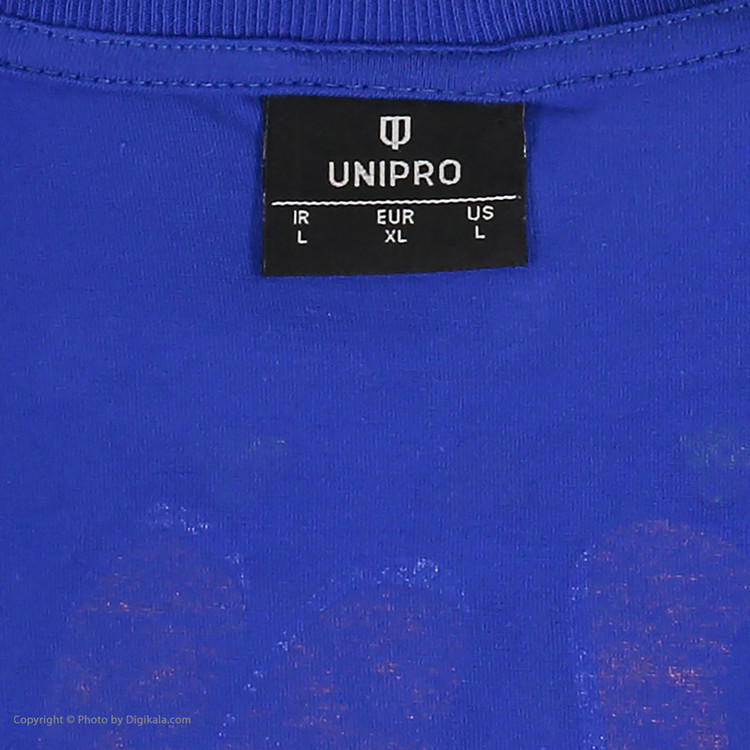 UNIPRO
IR EUR US
L XL L
Copyright © Photo by Digikala.com